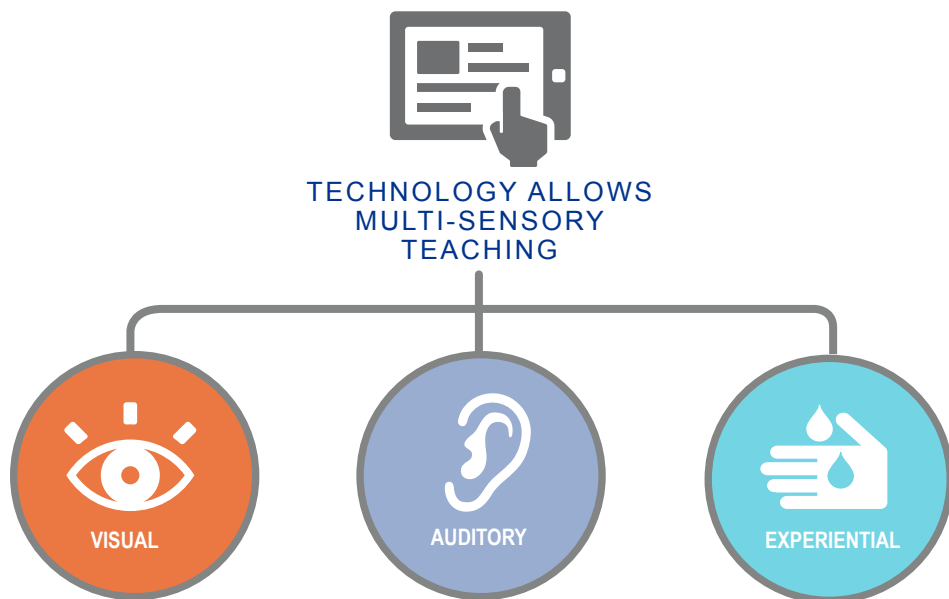 TECHNOLOGY ALLOWS
MULTI-SENSORY
TEACHING
VISUAL
AUDITORY
EXPERIENTIAL